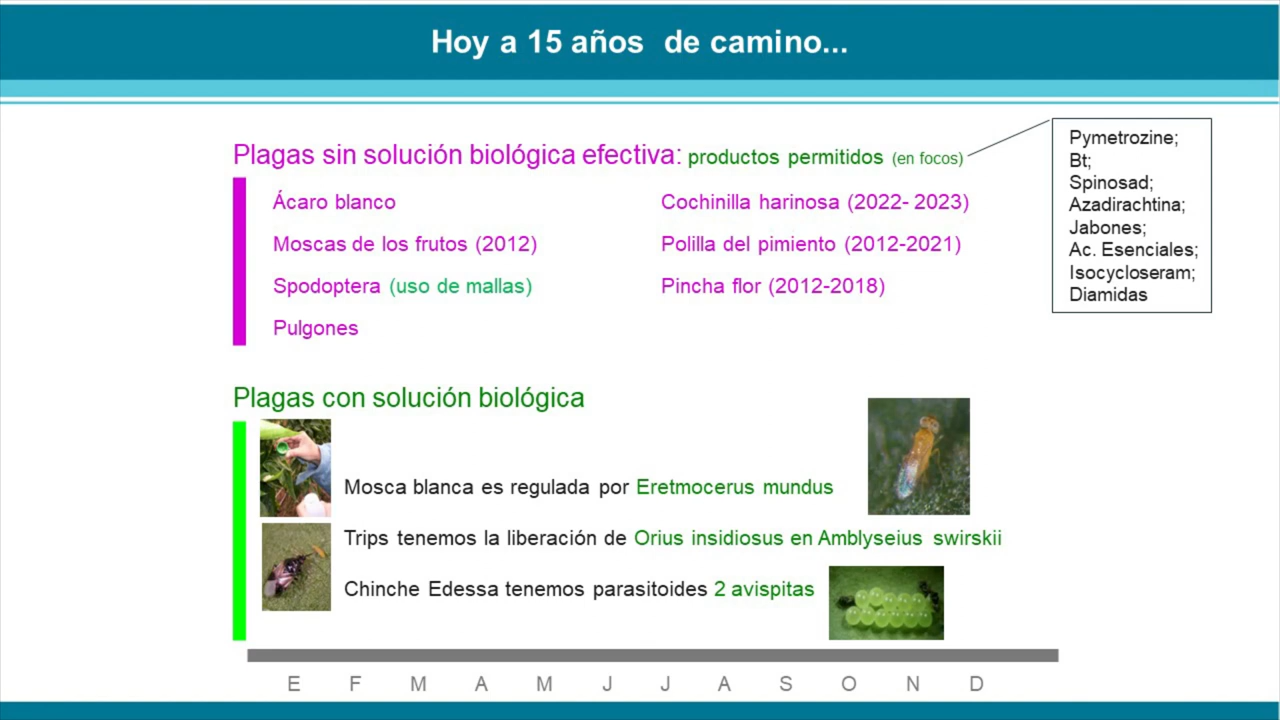 Hoy a 15 años de camino...
Plagas sin solución biológica efectiva: productos permitidos (en focos)
Ácaro blanco
Moscas de los frutos (2012)
Spodoptera (uso de mallas)
Pulgones
Cochinilla harinosa (2022- 2023)
Polilla del pimiento (2012-2021)
Pincha flor (2012-2018)
Pymetrozine;
Bt;
Spinosad;
Azadirachtina;
Jabones;
Ac. Esenciales;
Isocycloseram;
Diamidas
Plagas con solución biológica
Mosca blanca es regulada por Eretmocerus mundus
Trips tenemos la liberación de Orius insidiosus en Amblyseius swirskii
Chinche Edessa tenemos parasitoides 2 avispitas
E F M A M J J A S O N D